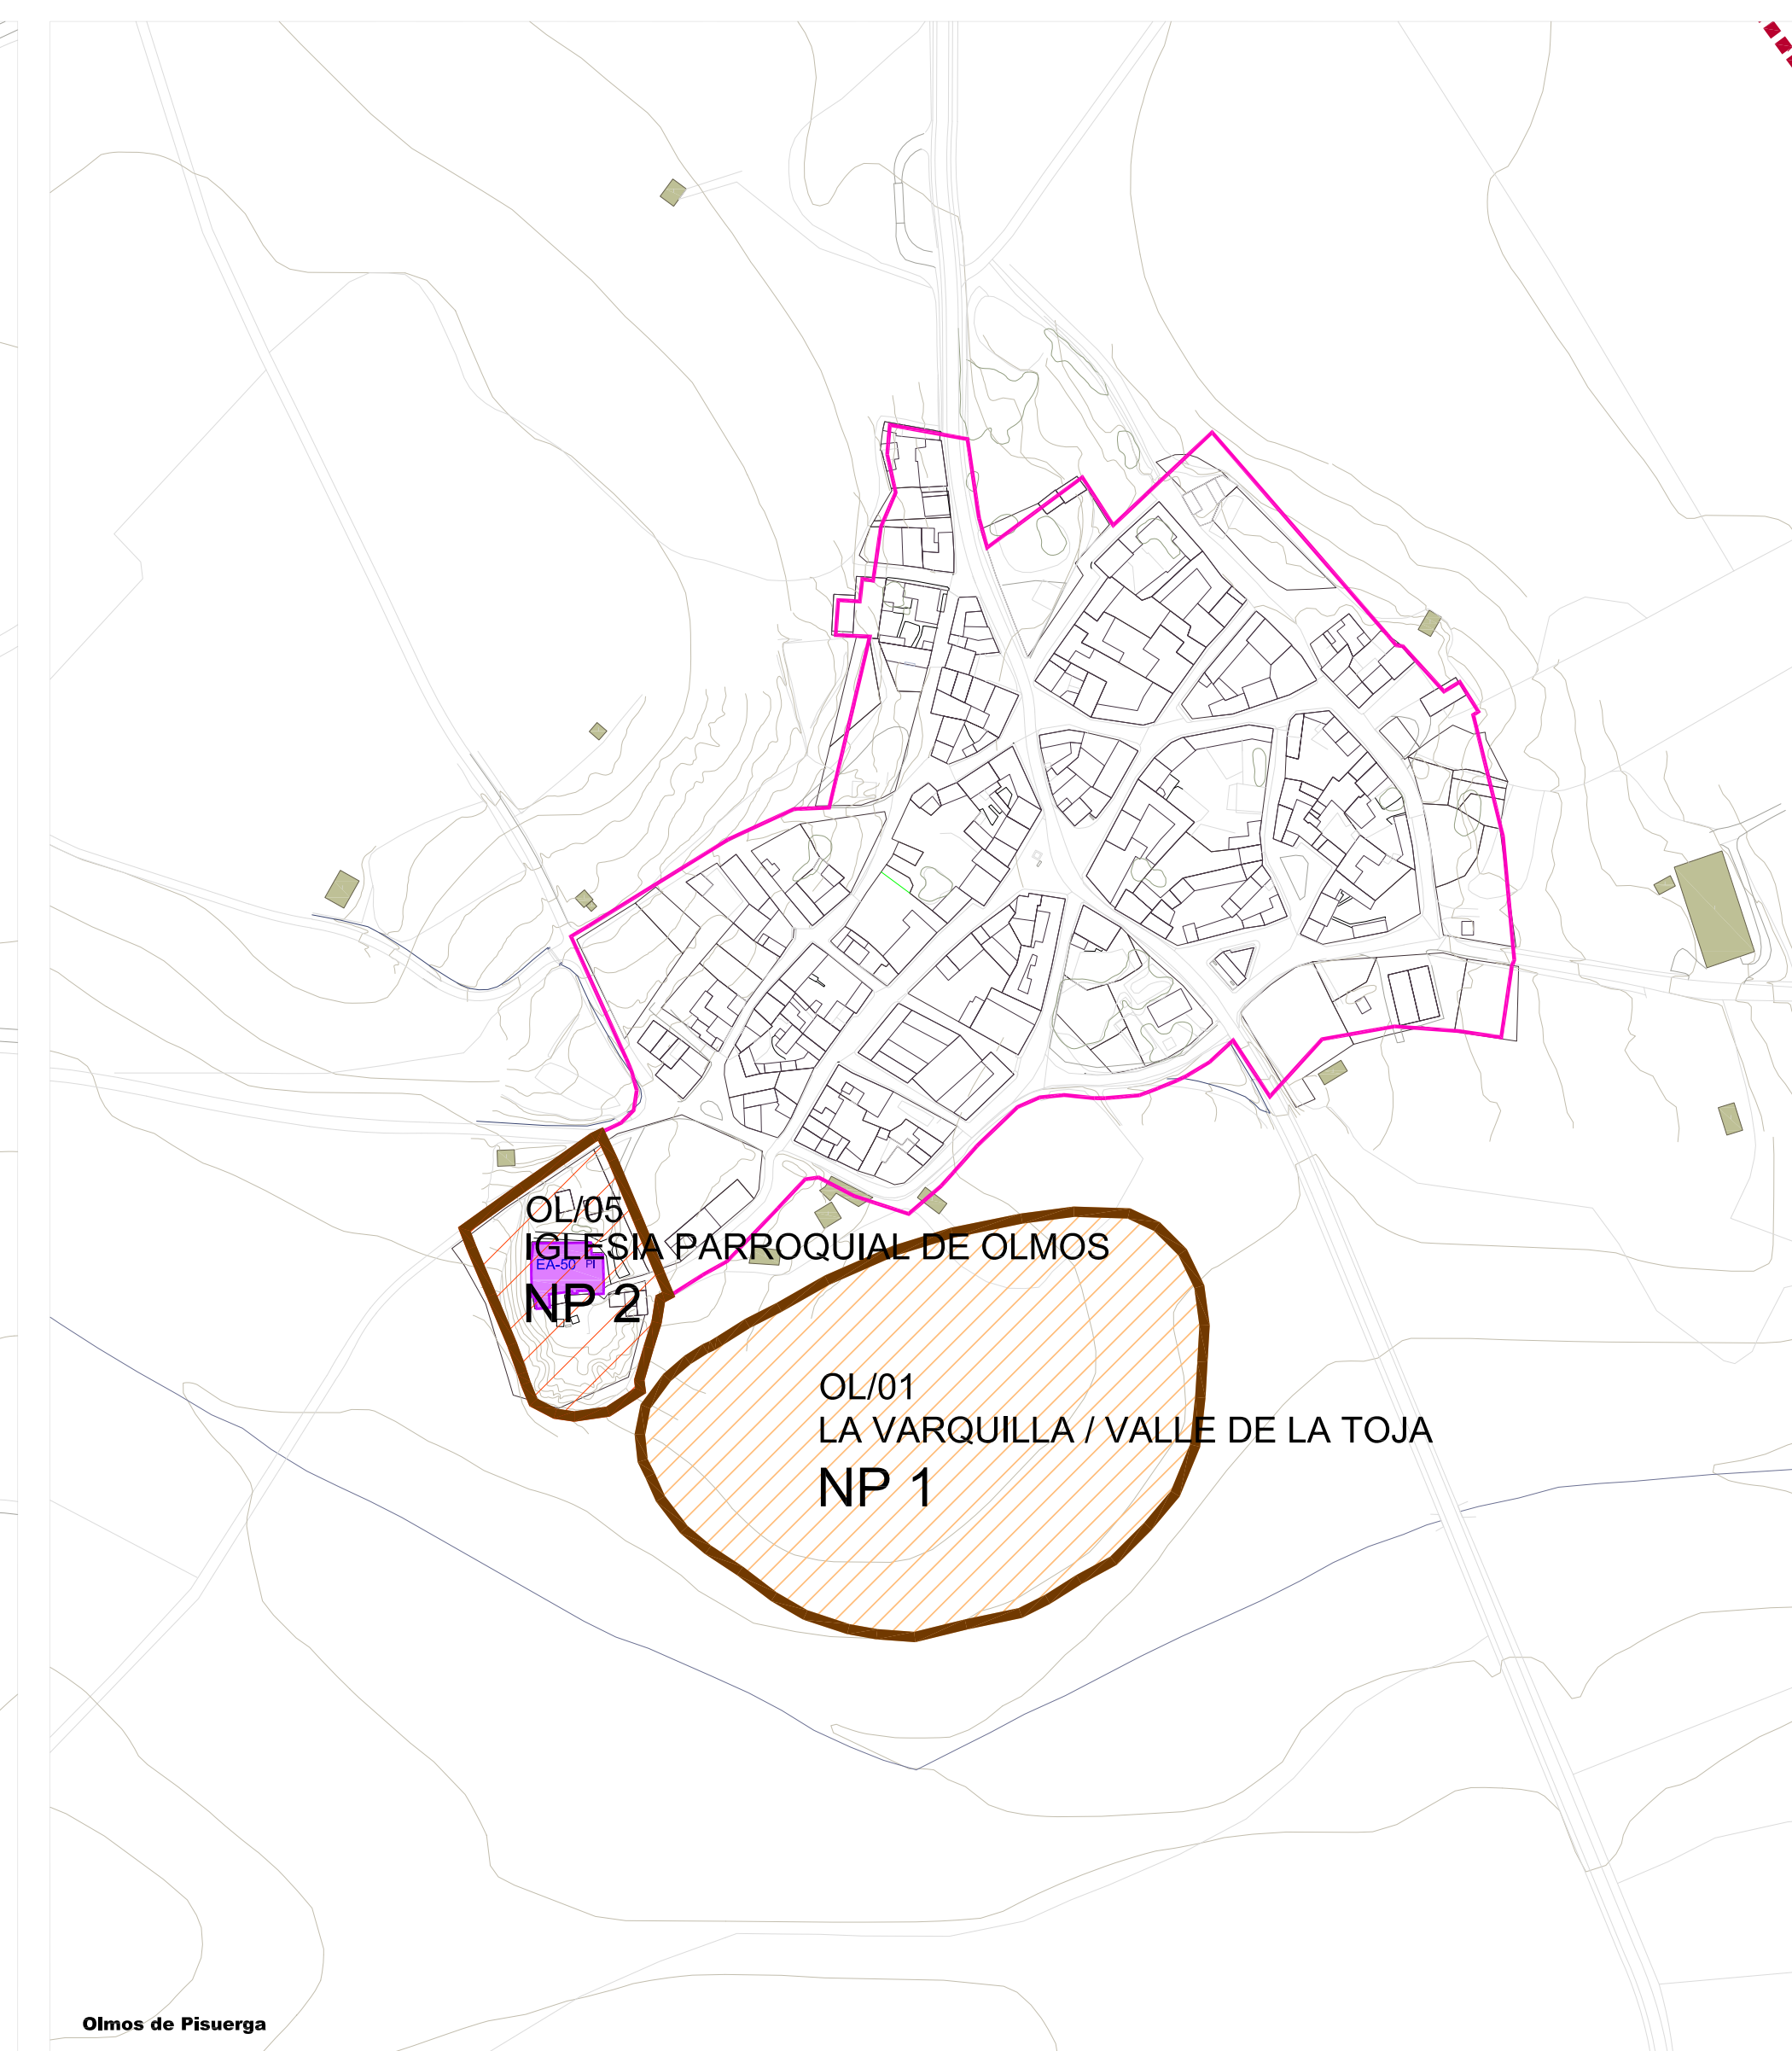 OL/05
IGLESIA PARROQUIAL DE OLMOS
EA-50 PI
NP 2
OL/01
LA VARQUILLA / VALLE DE LA TOJA
NP 1
Olmos de Pisuerga